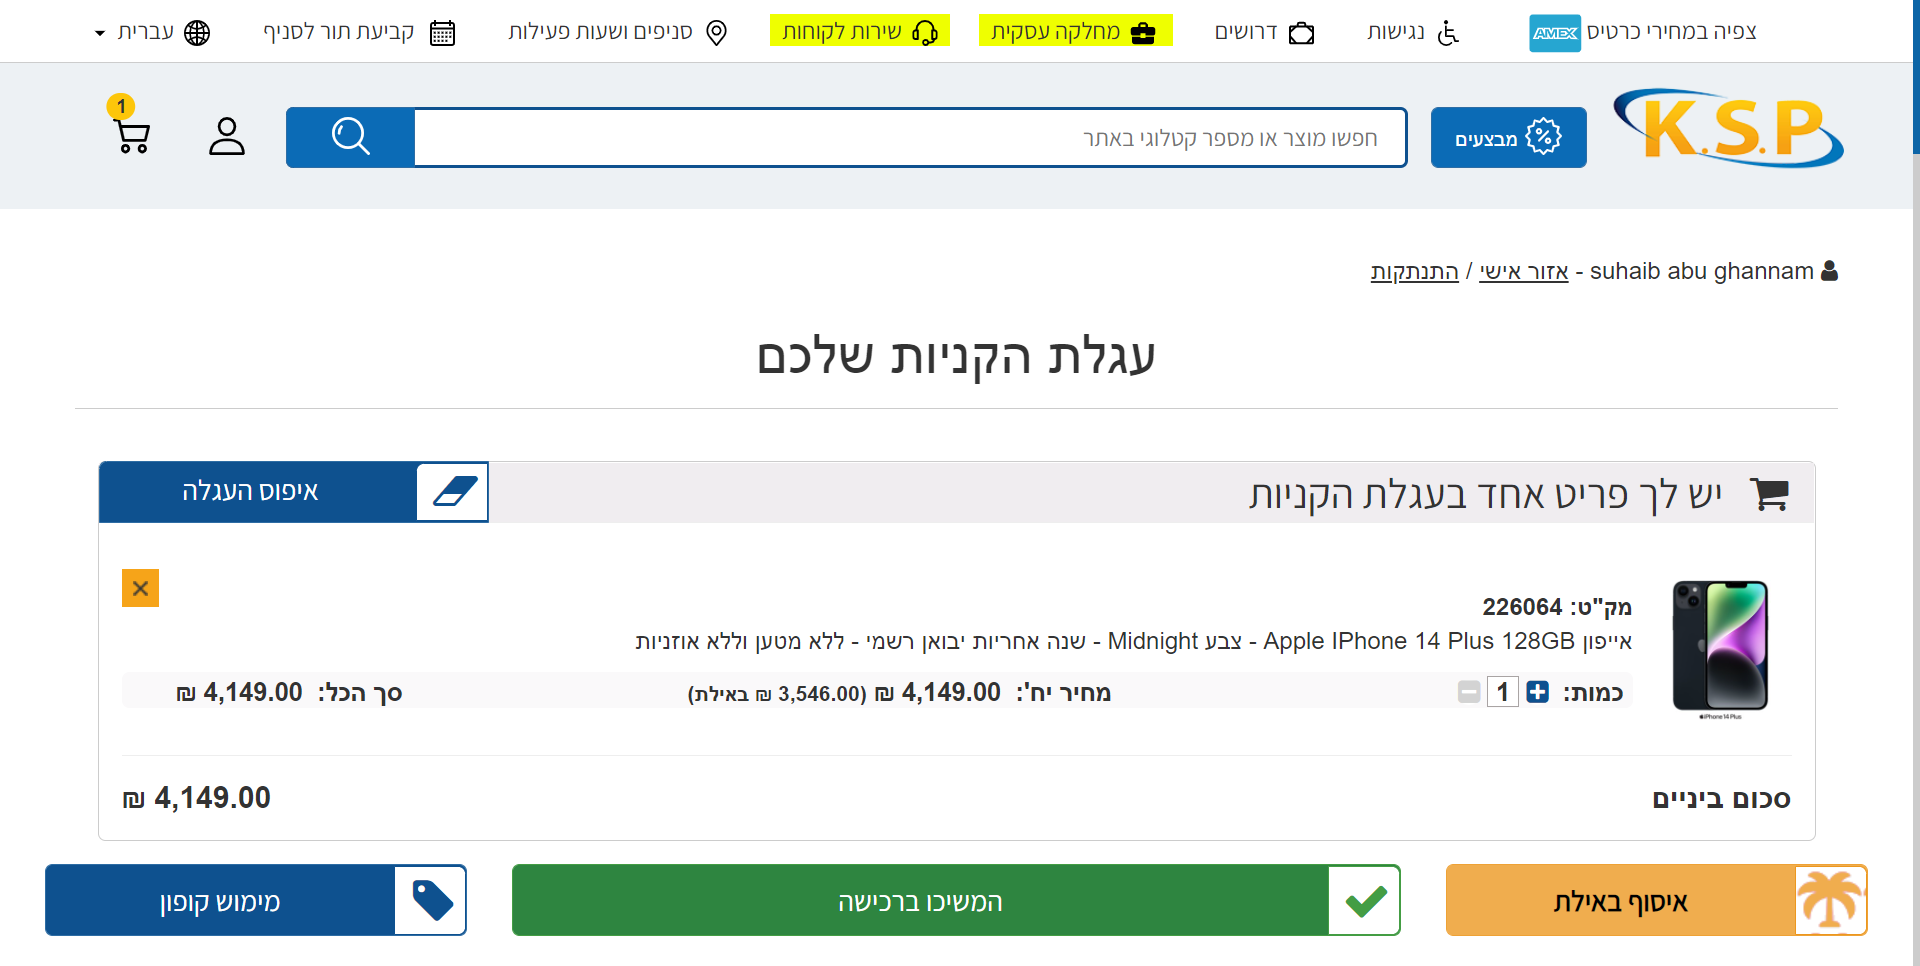 צפיה במחירי כרטיס AMEX
נגישות
דרושים
מחלקה עסקית
שירות לקוחות
סניפים ושעות פעילות
קביעת תור לסניף
עברית
K.S.P
מבצעים
חפשו מוצר או מספר קטלוגי באתר
1
suhaib abu ghannam - אזור אישי / התנתקות
עגלת הקניות שלכם
יש לך פריט אחד בעגלת הקניות
איפוס העגלה
מק"ט: 226064
אייפון Apple IPhone 14 Plus 128GB - צבע Midnight - שנה אחריות יבואן רשמי - ללא מטען וללא אוזניות
כמות: 1 מחיר יח': 4,149.00 ₪ (3,546.00 ₪ באילת) סך הכל: 4,149.00 ₪
iPhone 14 Plus
סכום ביניים 4,149.00 ₪
איסוף באילת
המשיכו ברכישה
מימוש קופון